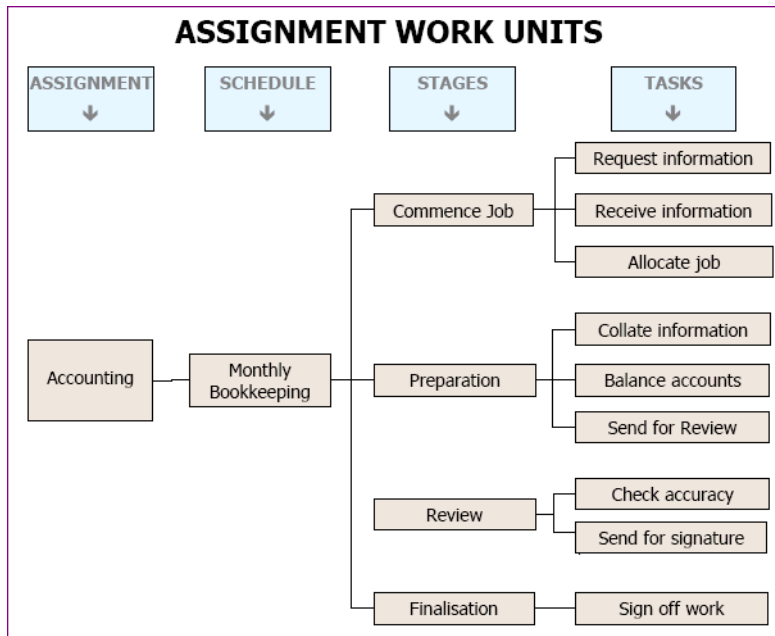 ASSIGNMENT WORK UNITS
ASSIGNMENT
SCHEDULE
STAGES
TASKS
Request information
Commence Job
Receive information
Allocate job
Accounting
Monthly
Bookkeeping
Preparation
Collate information
Balance accounts
Send for Review
Review
Check accuracy
Send for signature
Finalisation
Sign off work